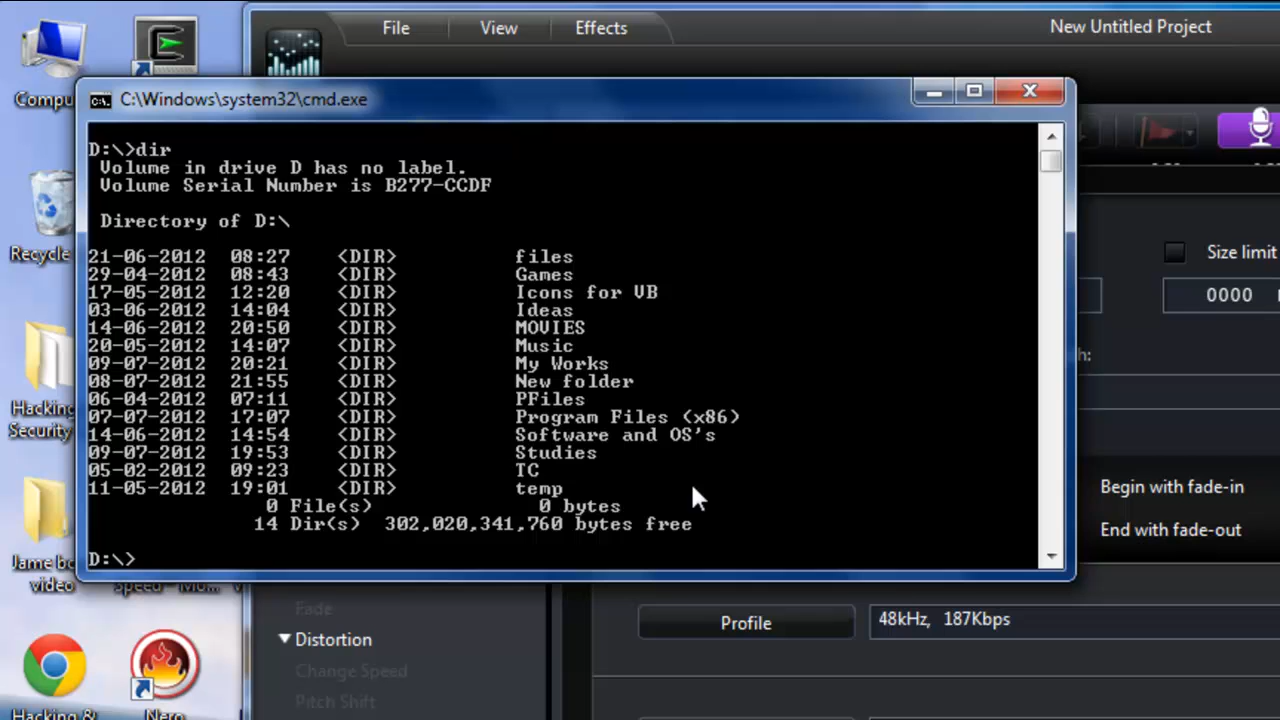 File
View
Effects
New Untitled Project
C:\Windows\system32\cmd.exe
D:\>dir
Volume in drive D has no label.
Volume Serial Number is B277-CCDF
Directory of D:\
21-06-2012 08:27 <DIR> files
29-04-2012 08:43 <DIR> Games
17-05-2012 12:20 <DIR> Icons for VB
03-06-2012 14:04 <DIR> Ideas
14-06-2012 20:50 <DIR> MOVIES
20-05-2012 14:07 <DIR> Music
09-07-2012 20:21 <DIR> My Works
08-07-2012 21:55 <DIR> New folder
06-04-2012 07:11 <DIR> PFiles
07-07-2012 17:07 <DIR> Program Files (x86)
14-06-2012 14:54 <DIR> Software and OS's
09-07-2012 19:53 <DIR> Studies
05-02-2012 09:23 <DIR> TC
11-05-2012 19:01 <DIR> temp
0 File(s) 0 bytes
14 Dir(s) 302,020,341,760 bytes free
D:\>
Compu
Recycle
Hacking
Security
Jame bo
video
Size limit
0000
h:
Begin with fade-in
End with fade-out
Fade
Distortion
Change Speed
Pitch Shift
Profile
48kHz, 187Kbps
Hacking &
Nero